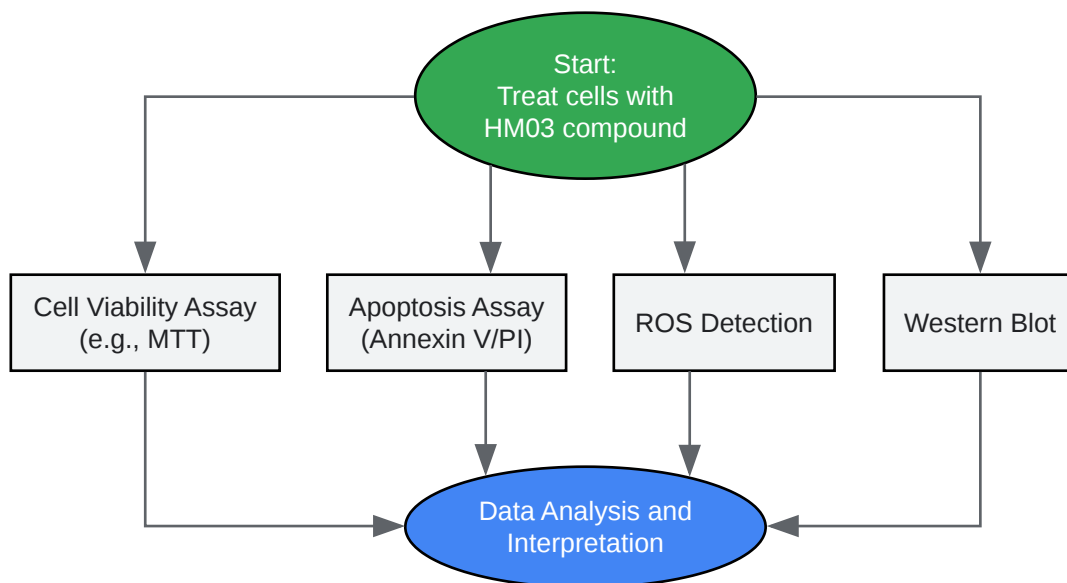 Start:
Treat cells with
HM03 compound
Cell Viability Assay
(e.g., MTT)
Apoptosis Assay
(Annexin V/PI)
ROS Detection
Western Blot
Data Analysis and
Interpretation